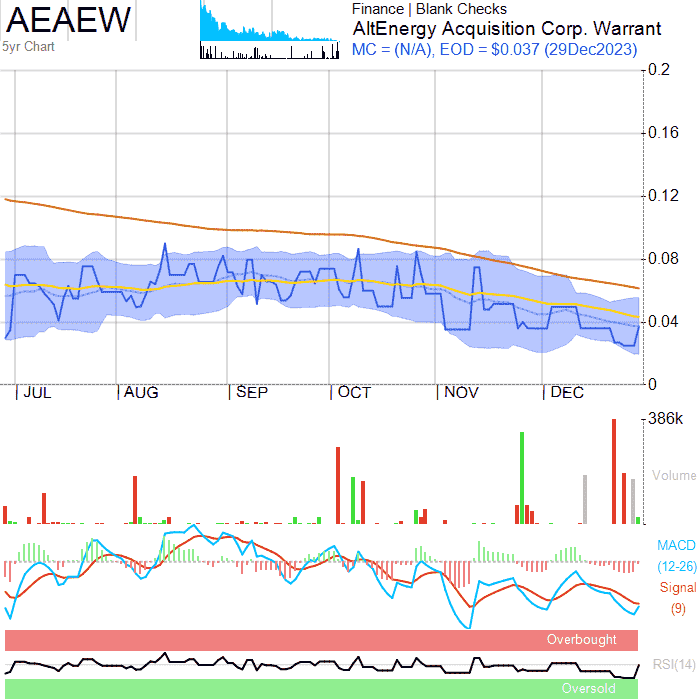 AEAEW
5yr Chart
Finance | Blank Checks
AltEnergy Acquisition Corp. Warrant
MC = (N/A), EOD = $0.037 (29Dec2023)
0.2
0.16
0.12
0.08
0.04
0
JUL AUG SEP OCT NOV DEC
386k
Volume
MACD
(12-26)
Signal
(9)
Overbought
RSI(14)
Oversold